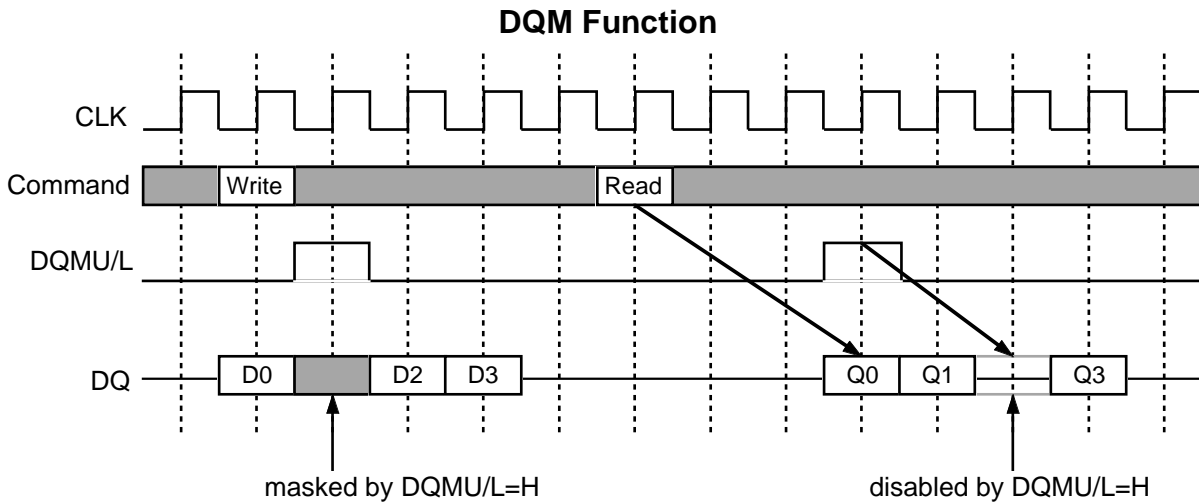 DQM Function
CLK
Command Write Read
DQMU/L
DQ D0 D2 D3 Q0 Q1 Q3
masked by DQMU/L=H disabled by DQMU/L=H